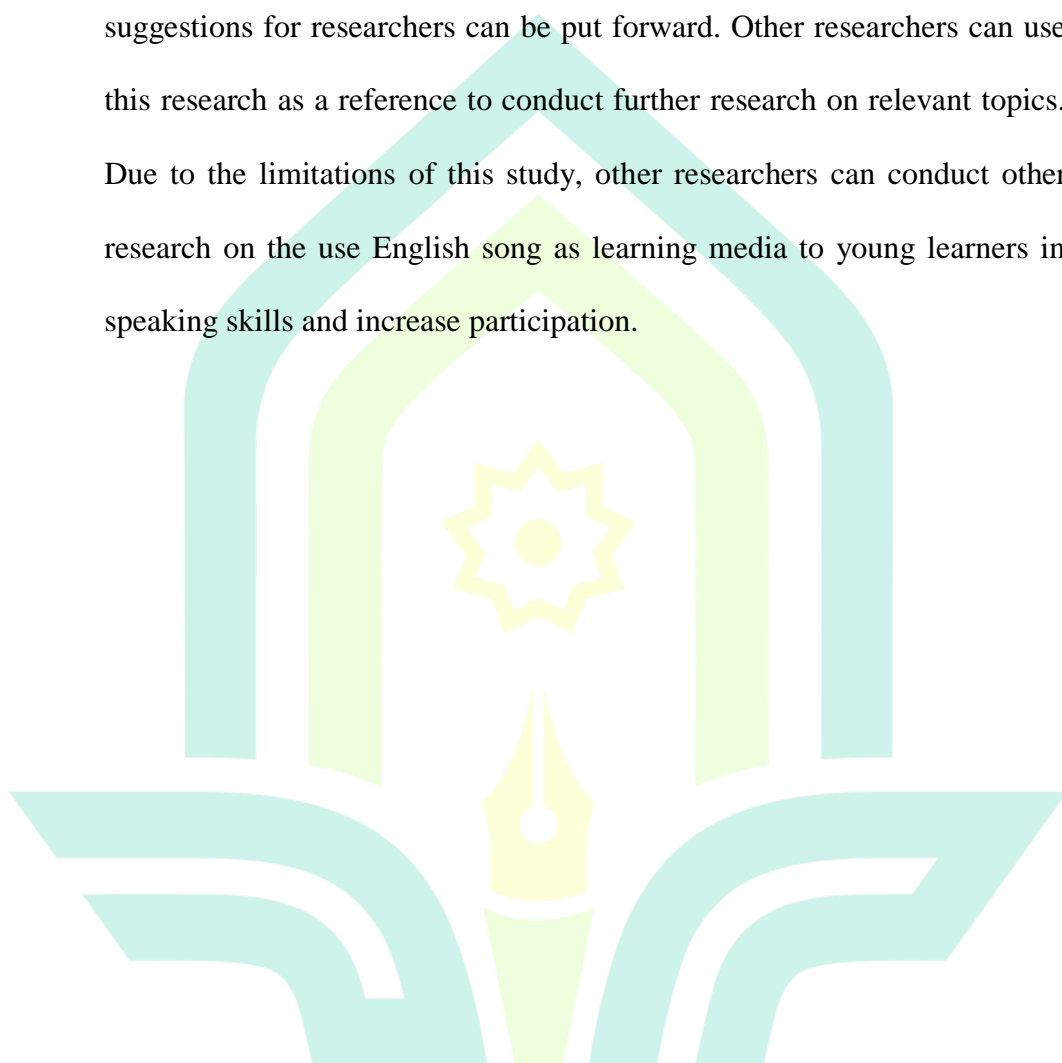 suggestions for researchers can be put forward. Other researchers can use
this research as a reference to conduct further research on relevant topics.
Due to the limitations of this study, other researchers can conduct other
research on the use English song as learning media to young learners in
speaking skills and increase participation.